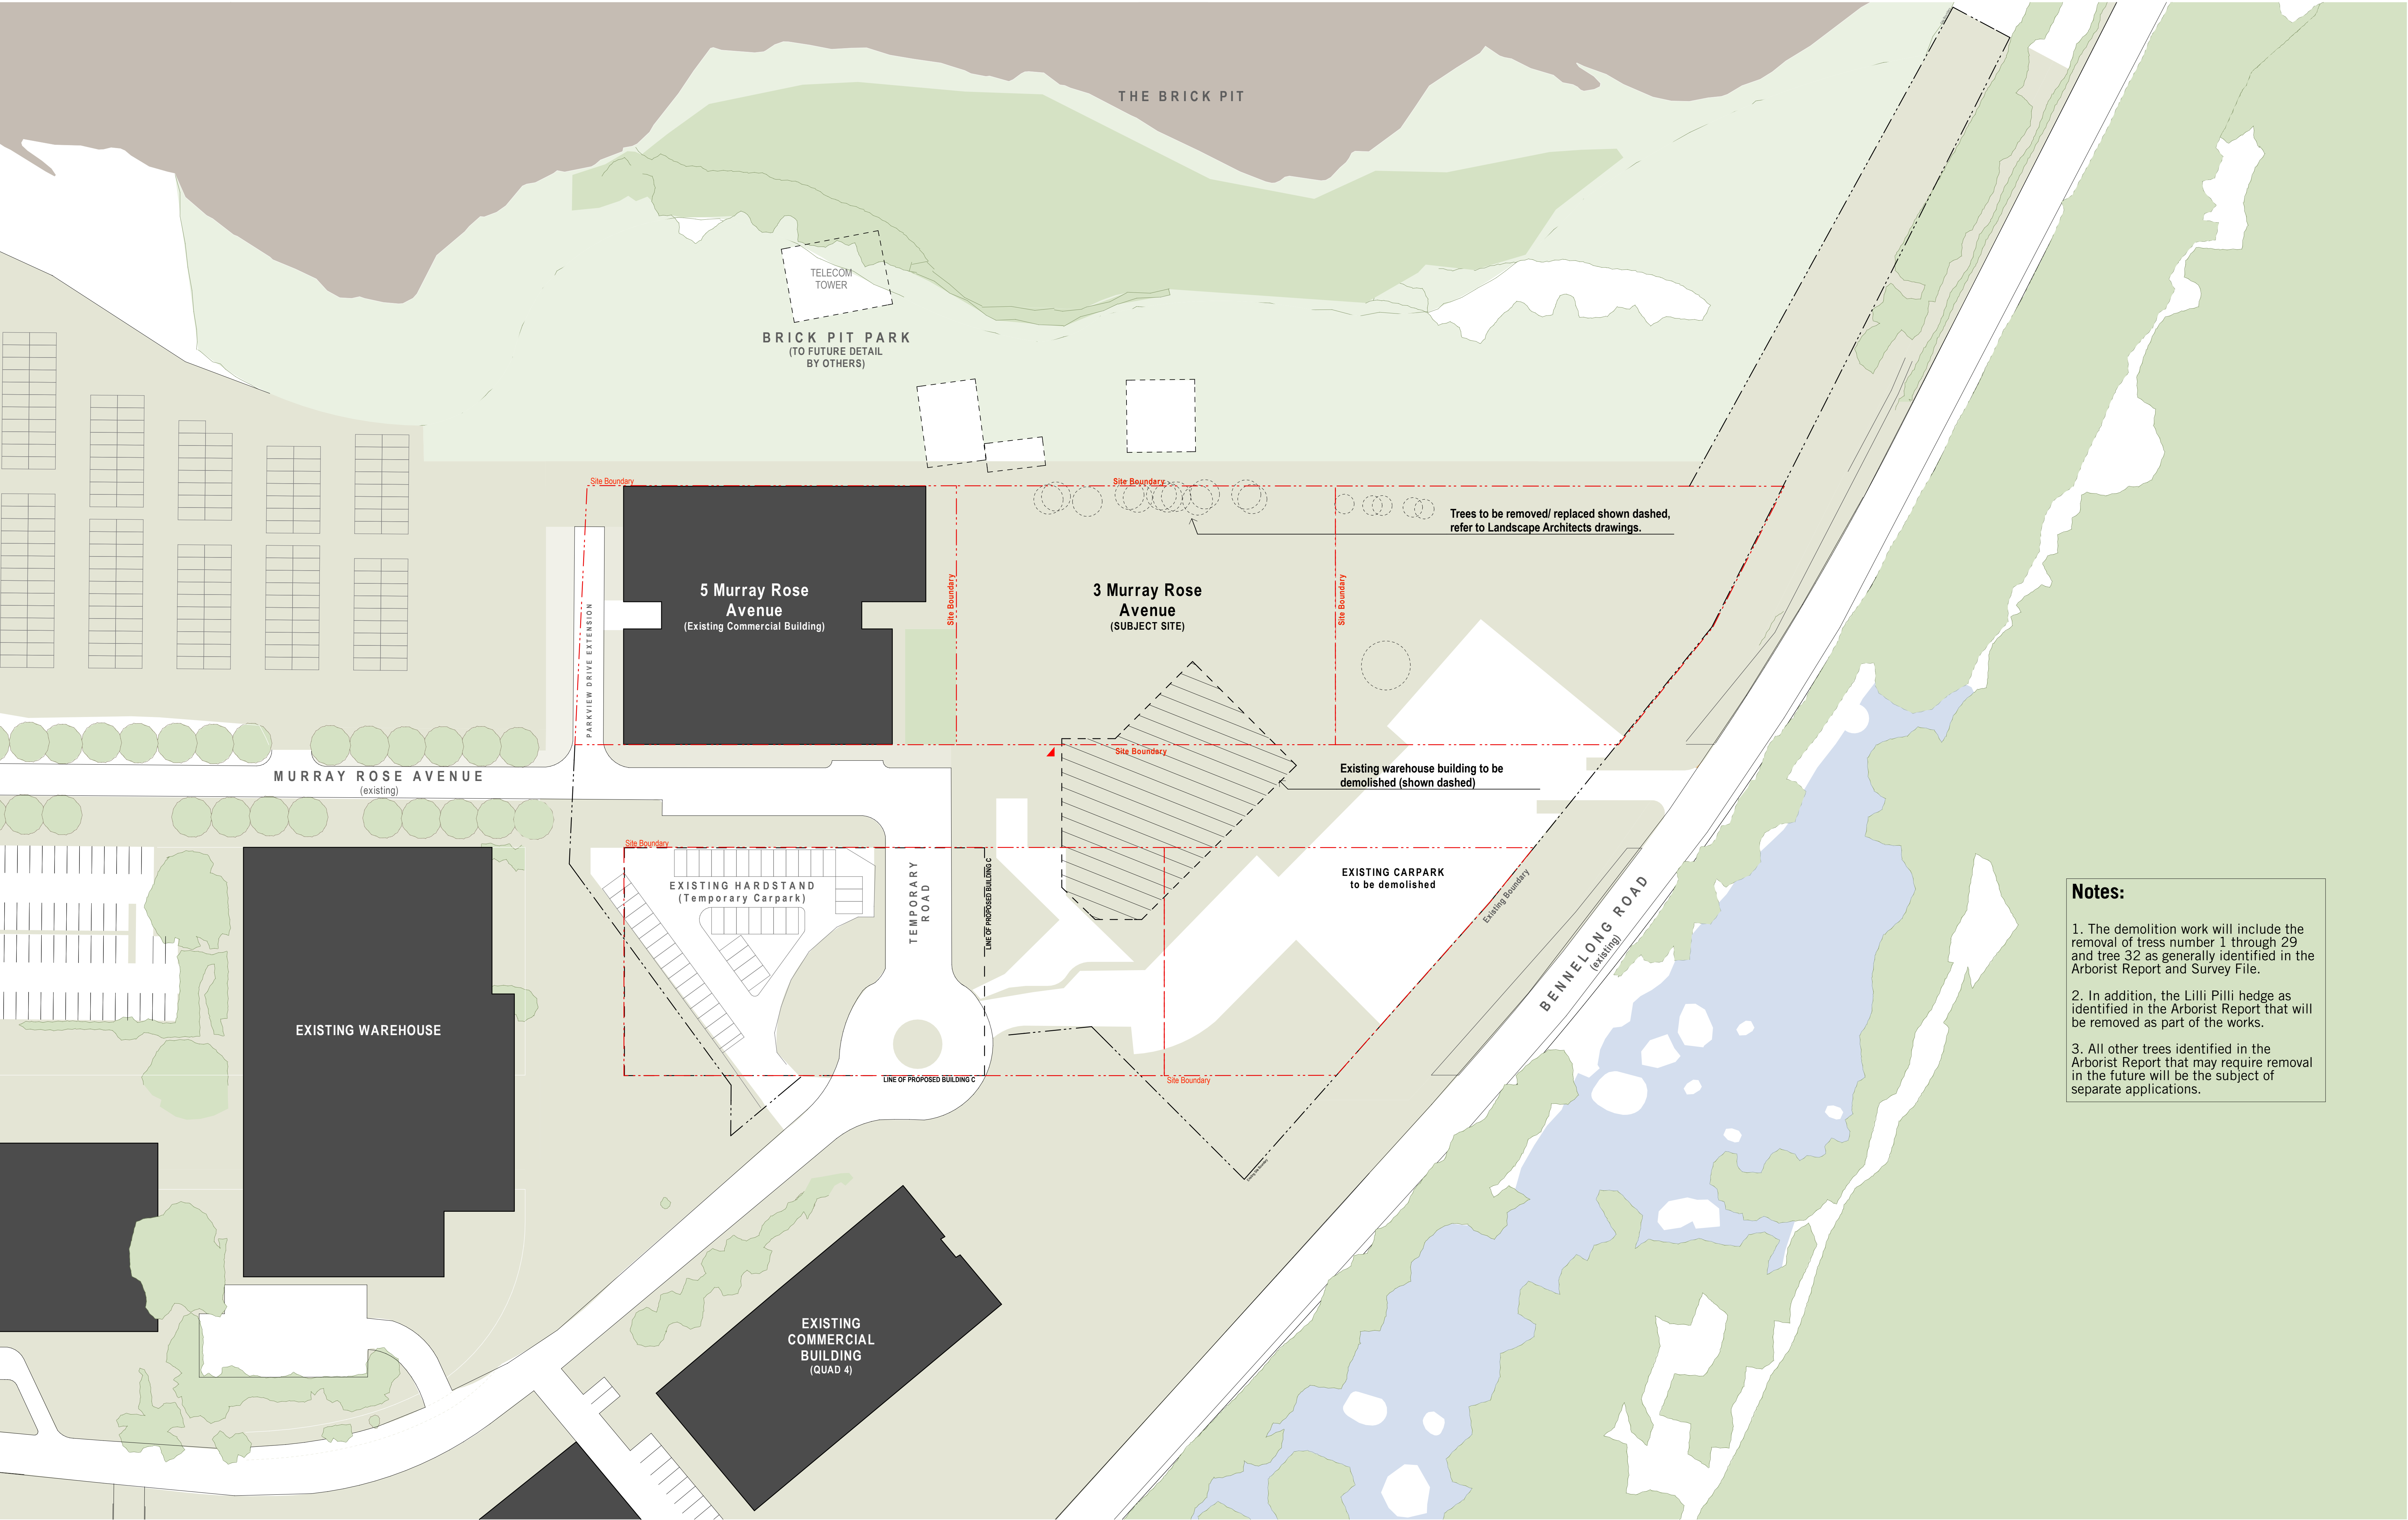 THE BRICK PIT
TELECOM
TOWER
BRICK PIT PARK
(TO FUTURE DETAIL
BY OTHERS)
Site Boundary
Site Boundary
Trees to be removed/ replaced shown dashed,
refer to Landscape Architects drawings.
5 Murray Rose
Avenue
(Existing Commercial Building)
Site Boundary
3 Murray Rose
Avenue
(SUBJECT SITE)
Site Boundary
PARKVIEW DRIVE EXTENSION
Site Boundary
MURRAY ROSE AVENUE
(existing)
Existing warehouse building to be
demolished (shown dashed)
Site Boundary
EXISTING HARDSTAND
(Temporary Carpark)
TEMPORARY
ROAD
LINE OF PROPOSED BUILDING C
EXISTING CARPARK
to be demolished
Existing Boundary
BENNELONG ROAD
(existing)
EXISTING WAREHOUSE
LINE OF PROPOSED BUILDING C
Site Boundary
Existing Site Boundary
EXISTING
COMMERCIAL
BUILDING
(QUAD 4)
Notes:
1. The demolition work will include the
removal of tress number 1 through 29
and tree 32 as generally identified in the
Arborist Report and Survey File.
2. In addition, the Lilli Pilli hedge as
identified in the Arborist Report that will
be removed as part of the works.
3. All other trees identified in the
Arborist Report that may require removal
in the future will be the subject of
separate applications.